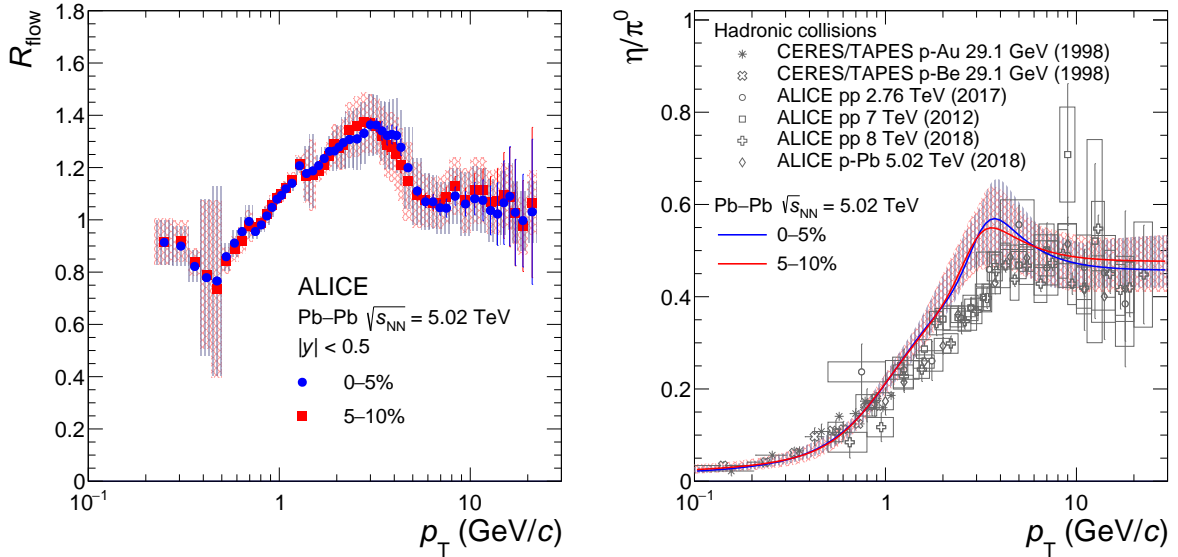 R_flow
1.8
1.6
1.4
1.2
1
0.8
0.6
0.4
0.2
0
10⁻¹ 1 10
p_T (GeV/c)
ALICE
Pb–Pb √s_NN = 5.02 TeV
|y| < 0.5
0–5%
5–10%
η/π⁰
1
0.8
0.6
0.4
0.2
0
10⁻¹ 1 10
p_T (GeV/c)
Hadronic collisions
CERES/TAPES p-Au 29.1 GeV (1998)
CERES/TAPES p-Be 29.1 GeV (1998)
ALICE pp 2.76 TeV (2017)
ALICE pp 7 TeV (2012)
ALICE pp 8 TeV (2018)
ALICE p-Pb 5.02 TeV (2018)
Pb–Pb √s_NN = 5.02 TeV
0–5%
5–10%